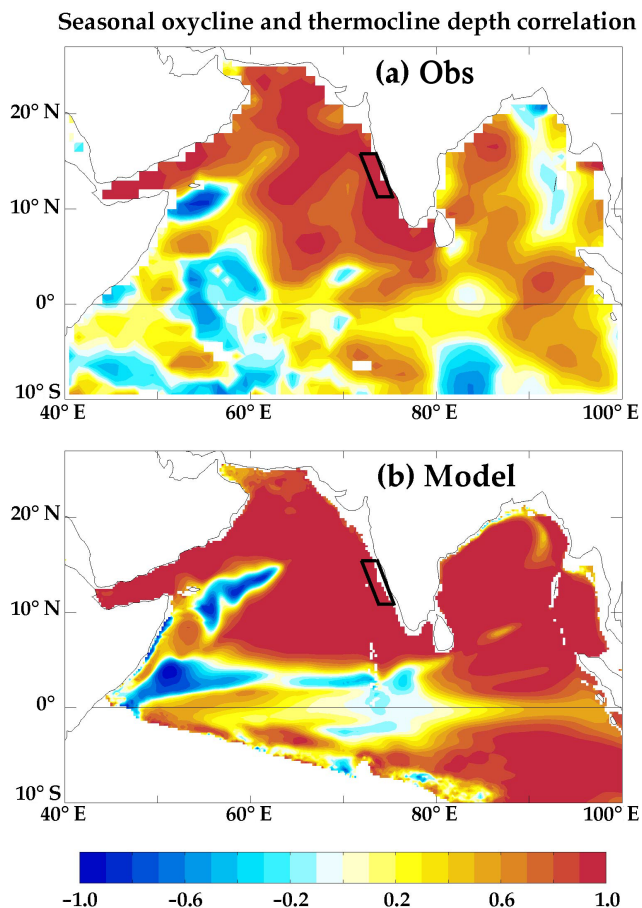 Seasonal oxycline and thermocline depth correlation
(a) Obs
20° N
10° N
0°
10° S
40° E 60° E 80° E 100° E
(b) Model
20° N
10° N
0°
10° S
40° E 60° E 80° E 100° E
-1.0 -0.6 -0.2 0.2 0.6 1.0